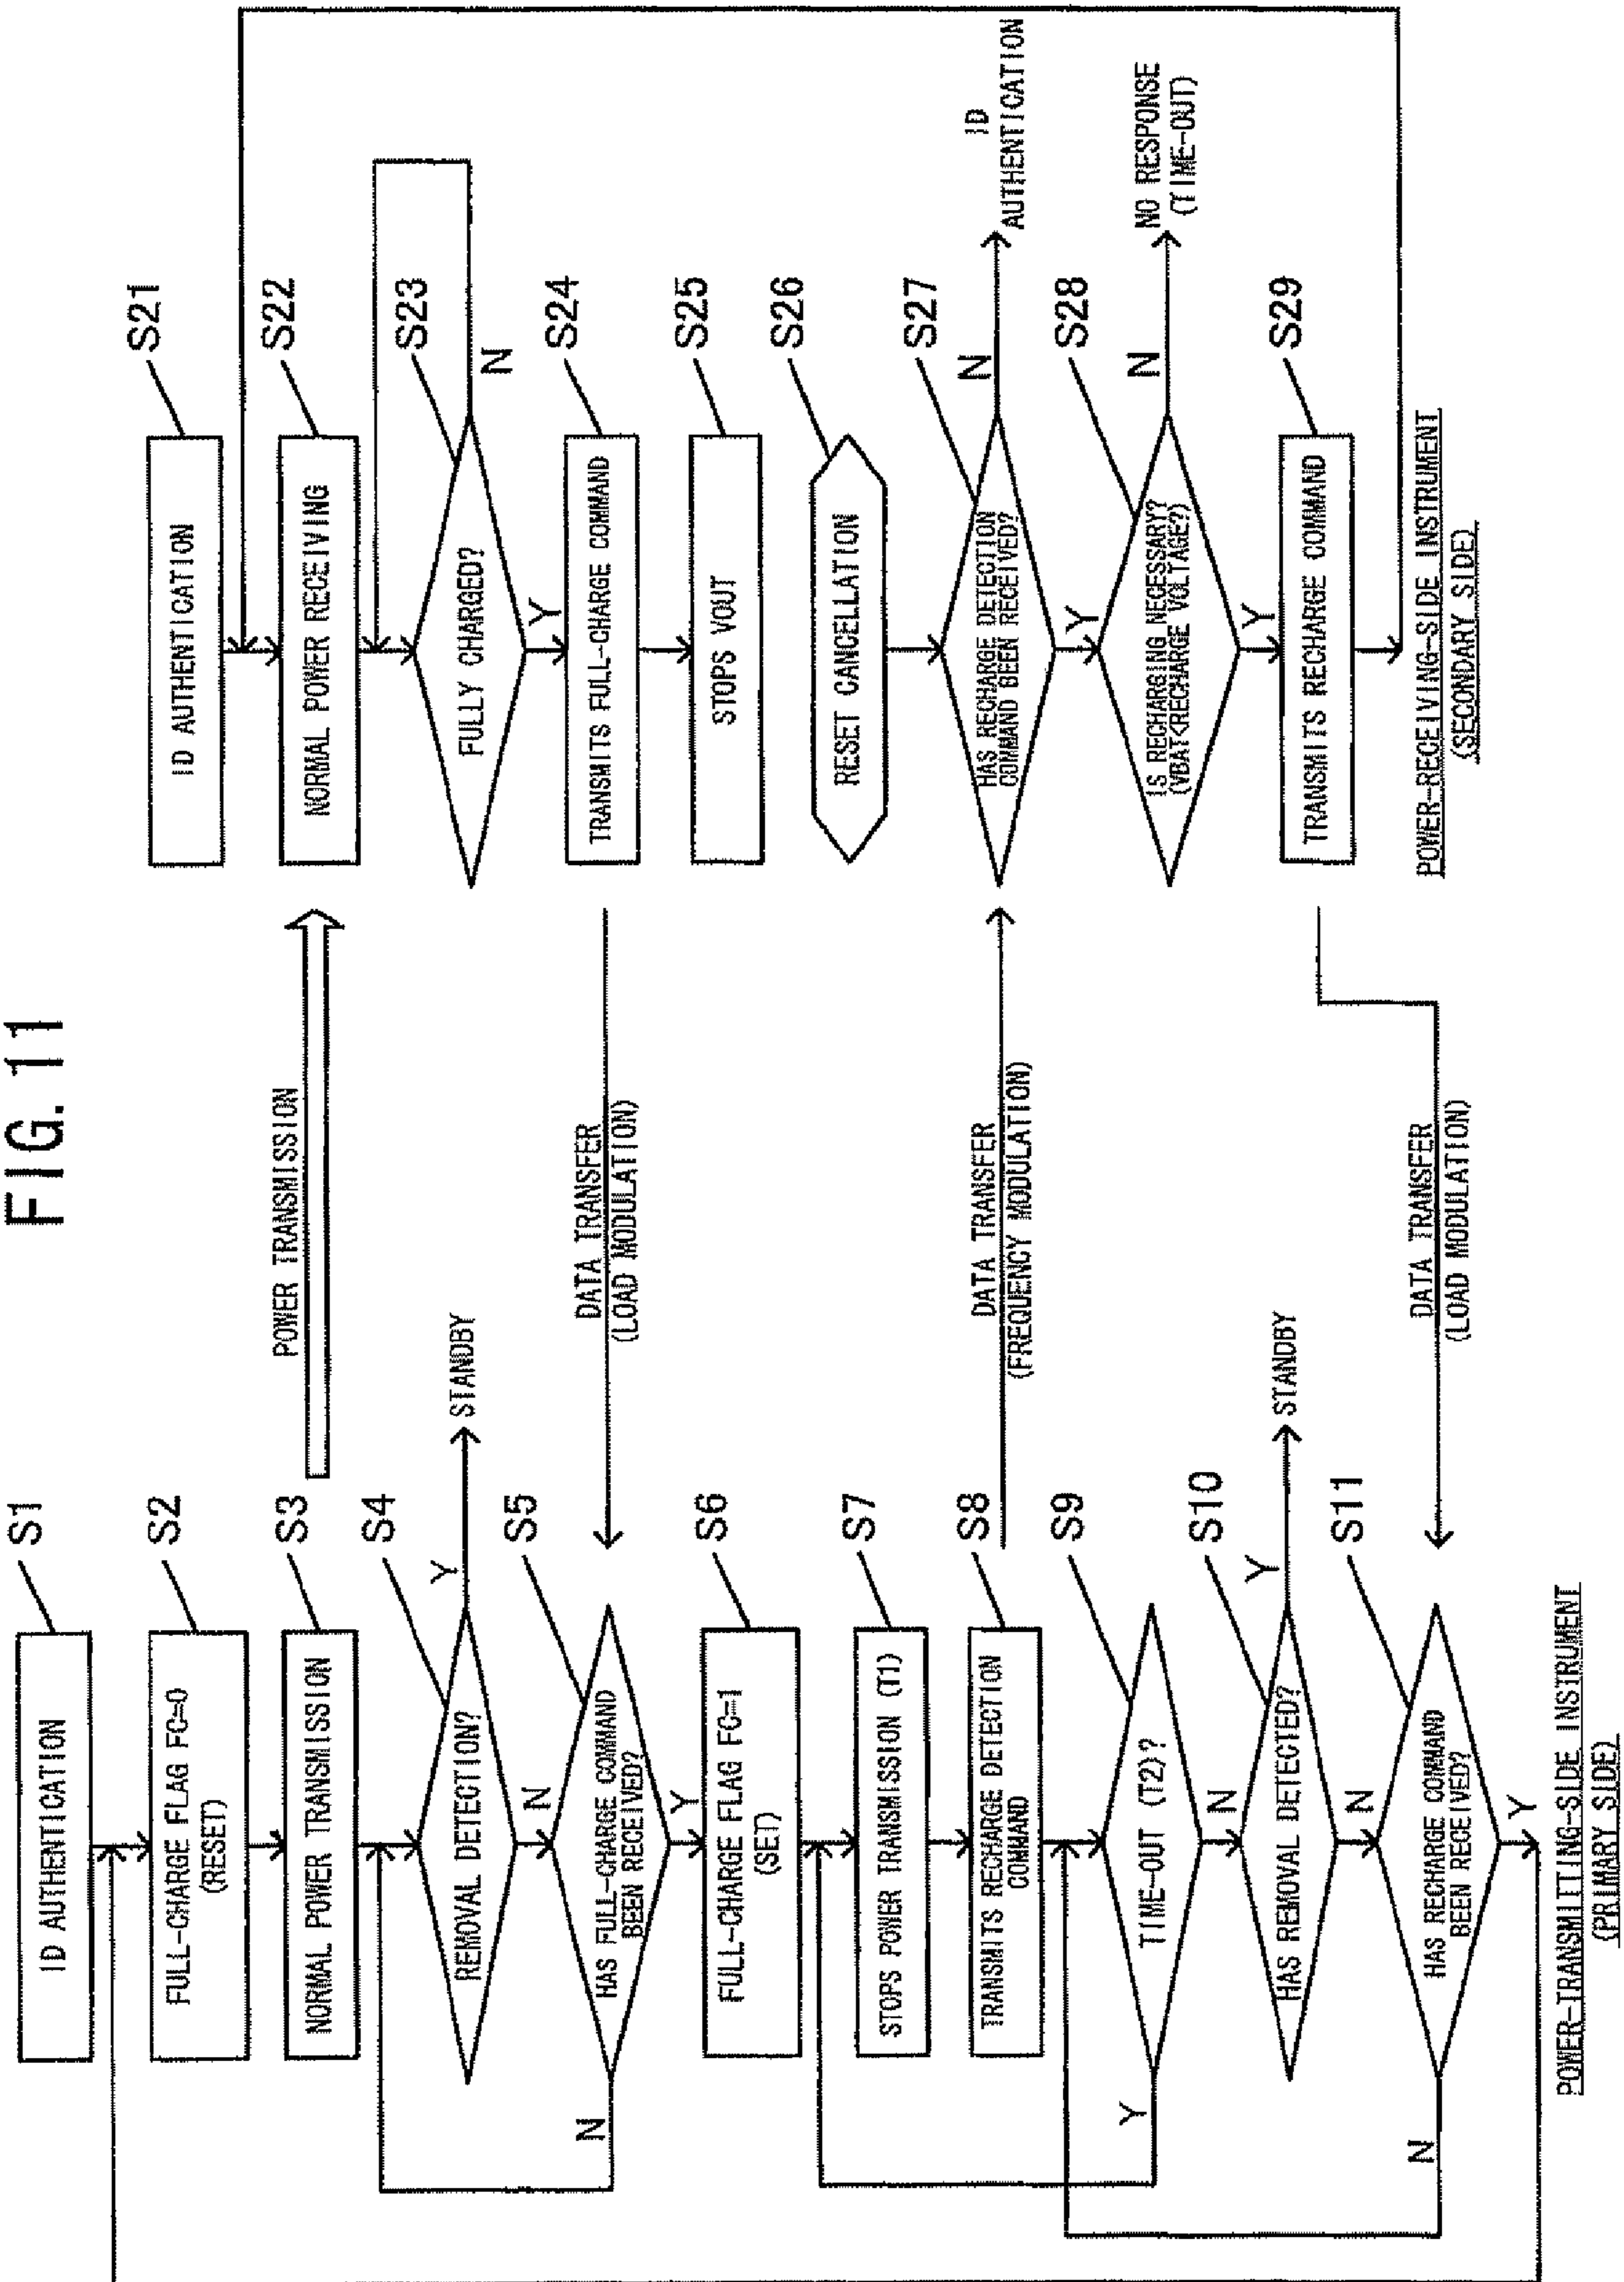 FIG. 11
S1
ID AUTHENTICATION
S2
FULL-CHARGE FLAG FC=0
(RESET)
S3
NORMAL POWER TRANSMISSION
S4
REMOVAL DETECTION?
Y
STANDBY
N
S5
HAS FULL-CHARGE COMMAND
BEEN RECEIVED?
N
Y
S6
FULL-CHARGE FLAG FC=1
(SET)
S7
STOPS POWER TRANSMISSION (T1)
S8
TRANSMITS RECHARGE DETECTION
COMMAND
S9
TIME-OUT (T2)?
Y
N
S10
HAS REMOVAL DETECTED?
Y
STANDBY
N
S11
HAS RECHARGE COMMAND
BEEN RECEIVED?
N
Y
POWER-TRANSMITTING-SIDE INSTRUMENT
(PRIMARY SIDE)
POWER TRANSMISSION
DATA TRANSFER
(LOAD MODULATION)
DATA TRANSFER
(FREQUENCY MODULATION)
DATA TRANSFER
(LOAD MODULATION)
S21
ID AUTHENTICATION
S22
NORMAL POWER RECEIVING
S23
FULLY CHARGED?
N
Y
S24
TRANSMITS FULL-CHARGE COMMAND
S25
STOPS VOUT
S26
RESET CANCELLATION
S27
HAS RECHARGE DETECTION
COMMAND BEEN RECEIVED?
N
ID
AUTHENTICATION
Y
S28
IS RECHARGING NECESSARY?
(VBAT<RECHARGE VOLTAGE?)
N
NO RESPONSE
(TIME-OUT)
Y
S29
TRANSMITS RECHARGE COMMAND
POWER-RECEIVING-SIDE INSTRUMENT
(SECONDARY SIDE)